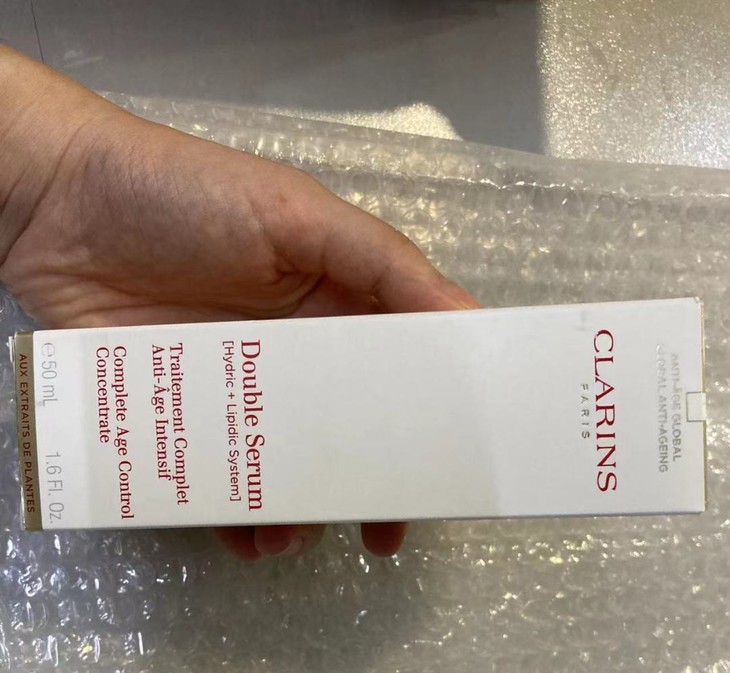 ANTI-ÂGE GLOBAL
GLOBAL ANTI-AGEING
CLARINS
PARIS
Double Serum
[Hydric + Lipidic System]
Traitement Complet
Anti-Âge Intensif
Complete Age Control
Concentrate
℮ 50 mL 1.6 Fl. Oz.
AUX EXTRAITS DE PLANTES